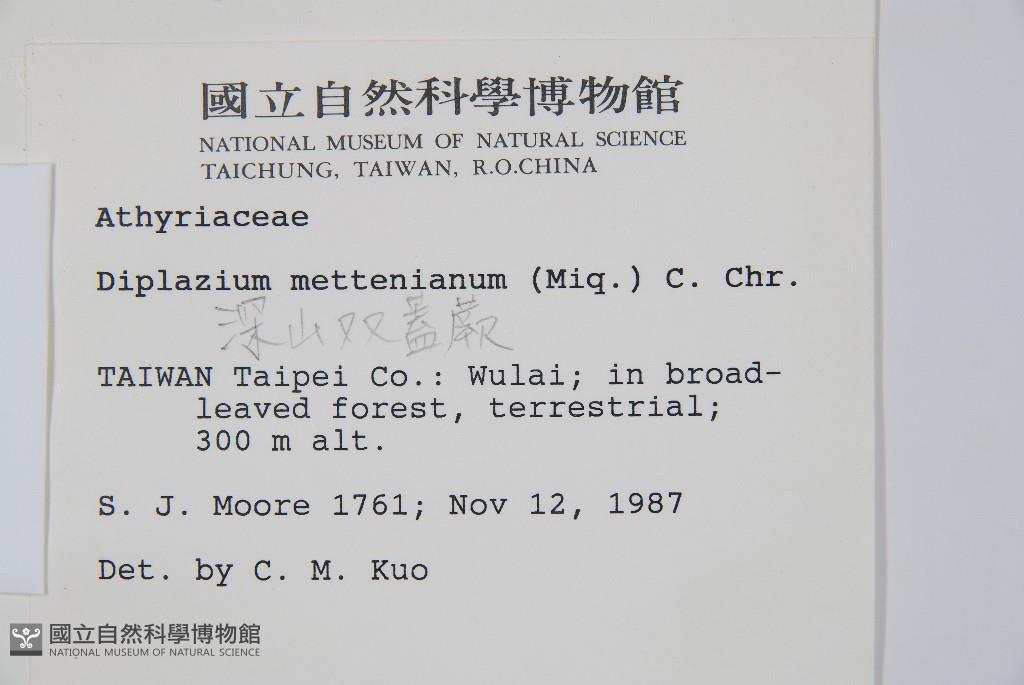 國立自然科學博物館
NATIONAL MUSEUM OF NATURAL SCIENCE
TAICHUNG, TAIWAN, R.O.CHINA
Athyriaceae
Diplazium mettenianum (Miq.) C. Chr.
深山双蓋蕨
TAIWAN Taipei Co.: Wulai; in broad-
leaved forest, terrestrial;
300 m alt.
S. J. Moore 1761; Nov 12, 1987
Det. by C. M. Kuo
國立自然科學博物館
NATIONAL MUSEUM OF NATURAL SCIENCE